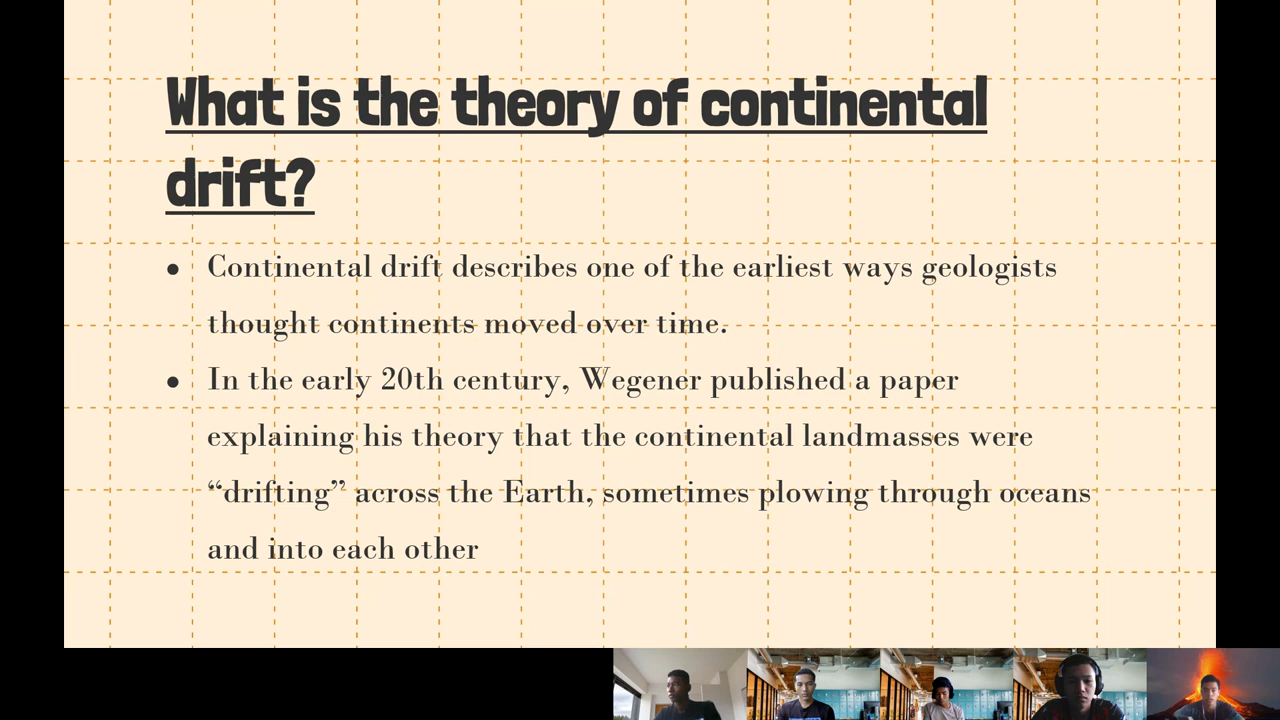 What is the theory of continental
drift?
● Continental drift describes one of the earliest ways geologists
thought continents moved over time.
● In the early 20th century, Wegener published a paper
explaining his theory that the continental landmasses were
“drifting” across the Earth, sometimes plowing through oceans
and into each other